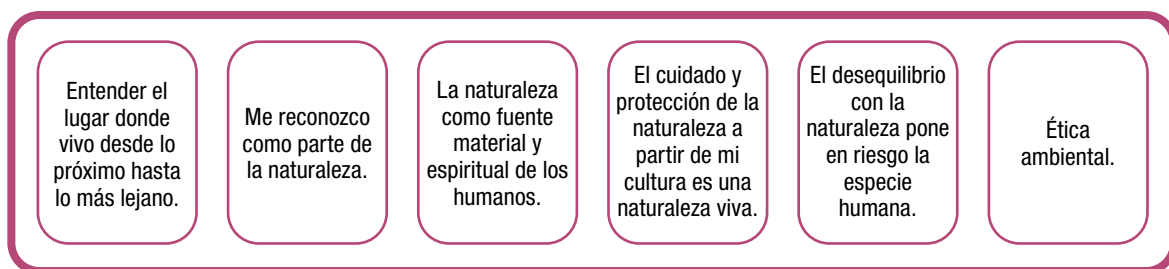 Entender el
lugar donde
vivo desde lo
próximo hasta
lo más lejano.
Me reconozco
como parte de
la naturaleza.
La naturaleza
como fuente
material y
espiritual de los
humanos.
El cuidado y
protección de la
naturaleza a
partir de mi
cultura es una
naturaleza viva.
El desequilibrio
con la
naturaleza pone
en riesgo la
especie
humana.
Ética
ambiental.